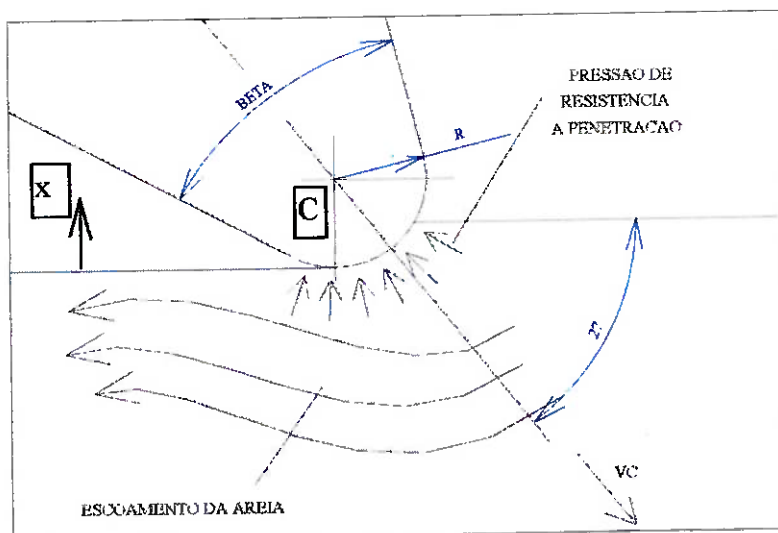 PRESSAO DE
RESISTENCIA
A PENETRACAO
BETA
R
x
C
VC
ESCOAMENTO DA AREIA